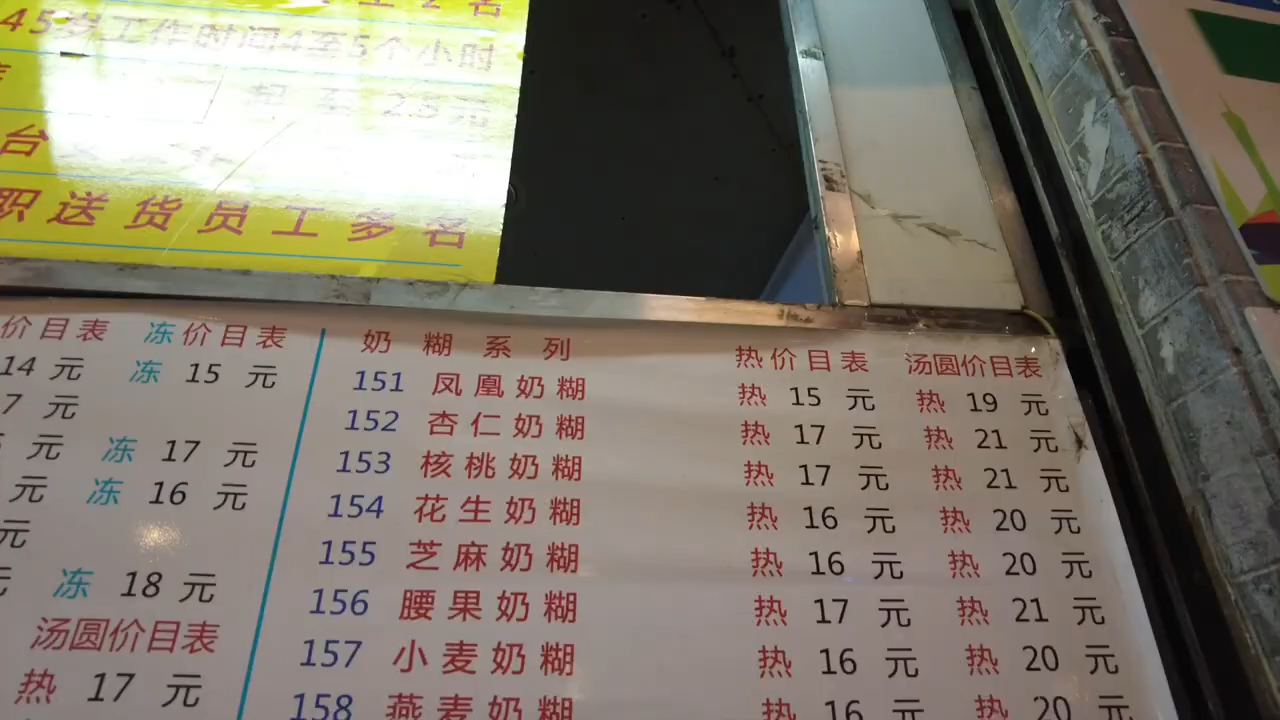 45岁工作时间4至5个小时
台
职送货员工多名
价目表 冻价目表
14 元 冻 15 元
7 元
元 冻 17 元
元 冻 16 元
元
冻 18 元
汤圆价目表
热 17 元
奶糊系列 热价目表 汤圆价目表
151 凤凰奶糊 热 15 元 热 19 元
152 杏仁奶糊 热 17 元 热 21 元
153 核桃奶糊 热 17 元 热 21 元
154 花生奶糊 热 16 元 热 20 元
155 芝麻奶糊 热 16 元 热 20 元
156 腰果奶糊 热 17 元 热 21 元
157 小麦奶糊 热 16 元 热 20 元
158 燕麦奶糊 热 16 元 热 20 元